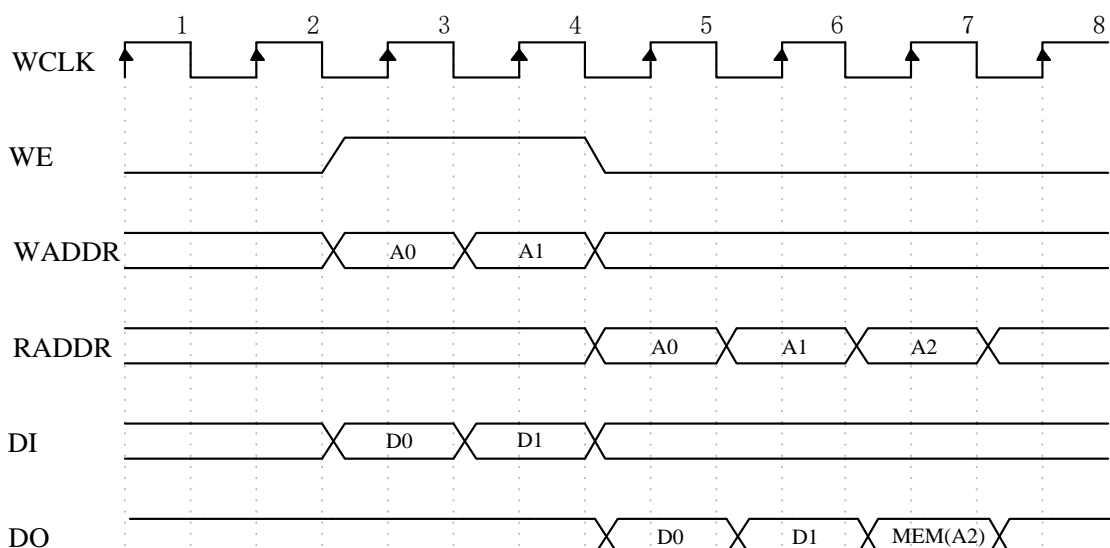 1 2 3 4 5 6 7 8
WCLK
WE
WADDR A0 A1
RADDR A0 A1 A2
DI D0 D1
DO D0 D1 MEM(A2)